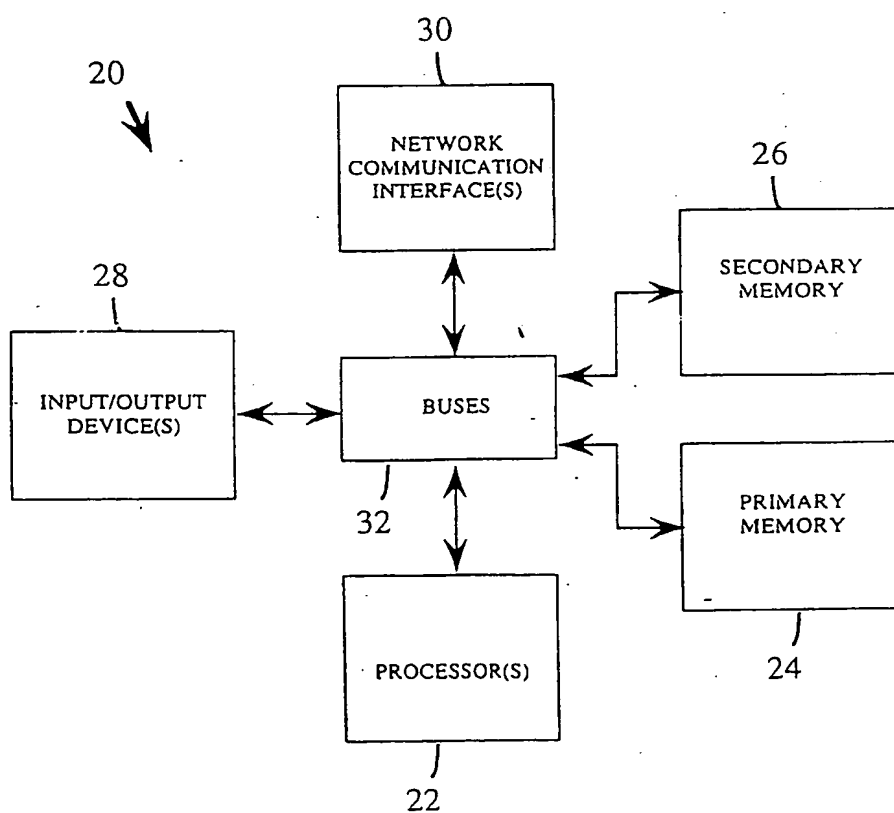 30
20
NETWORK
COMMUNICATION
INTERFACE(S)
26
SECONDARY
MEMORY
28
INPUT/OUTPUT
DEVICE(S)
BUSES
32
PRIMARY
MEMORY
24
PROCESSOR(S)
22